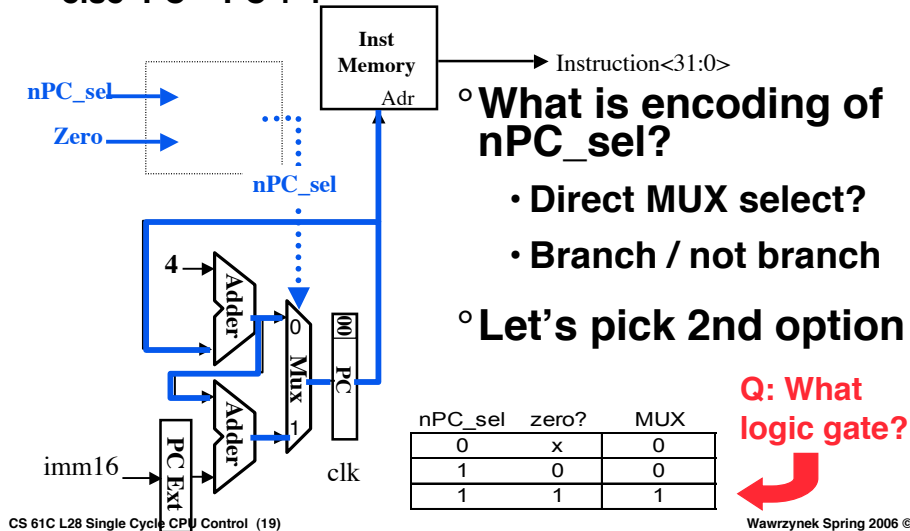 Inst
Memory
Adr
Instruction<31:0>
nPC_sel
Zero
nPC_sel
°What is encoding of
nPC_sel?
• Direct MUX select?
• Branch / not branch
°Let's pick 2nd option
4
Adder
0
Mux
1
00
PC
Adder
imm16
PC Ext
clk
Q: What
logic gate?
nPC_sel zero? MUX
0 x 0
1 0 0
1 1 1
CS 61C L28 Single Cycle CPU Control (19)
Wawrzynek Spring 2006 ©